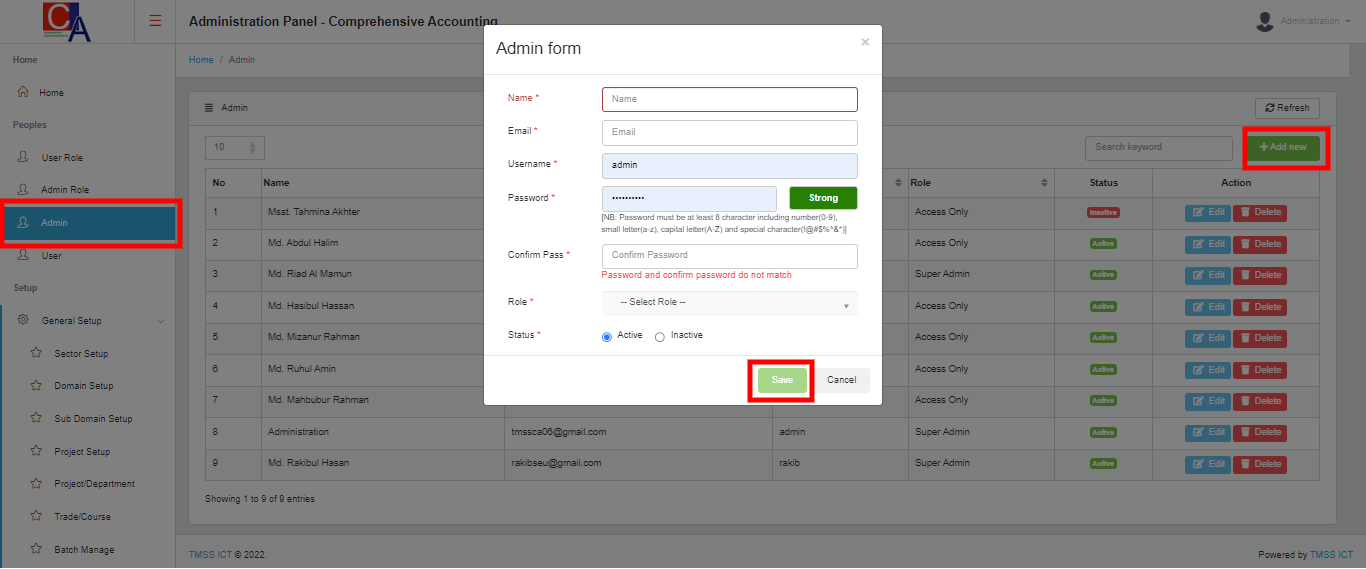 CA
Administration Panel - Comprehensive Accounting
Administration
Home
Home
Peoples
User Role
Admin Role
Admin
User
Setup
General Setup
Sector Setup
Domain Setup
Sub Domain Setup
Project Setup
Project/Department
Trade/Course
Batch Manage
Home / Admin
Admin
Refresh
10
Search keyword
+ Add new
No Name Role Status Action
1 Msst. Tahmina Akhter Access Only Inactive Edit Delete
2 Md. Abdul Halim Access Only Active Edit Delete
3 Md. Riad Al Mamun Super Admin Active Edit Delete
4 Md. Hasibul Hassan Access Only Active Edit Delete
5 Md. Mizanur Rahman Access Only Active Edit Delete
6 Md. Ruhul Amin Access Only Active Edit Delete
7 Md. Mahbubur Rahman Access Only Active Edit Delete
8 Administration tmssca06@gmail.com admin Super Admin Active Edit Delete
9 Md. Rakibul Hasan rakibseu@gmail.com rakib Super Admin Active Edit Delete
Showing 1 to 9 of 9 entries
Admin form ×
Name * Name
Email * Email
Username * admin
Password * •••••••••• Strong
[NB: Password must be at least 8 character including number(0-9),
small letter(a-z), capital letter(A-Z) and special character(!@#$%^&*)]
Confirm Pass * Confirm Password
Password and confirm password do not match
Role * -- Select Role --
Status * Active Inactive
Save Cancel
TMSS ICT © 2022.
Powered by TMSS ICT